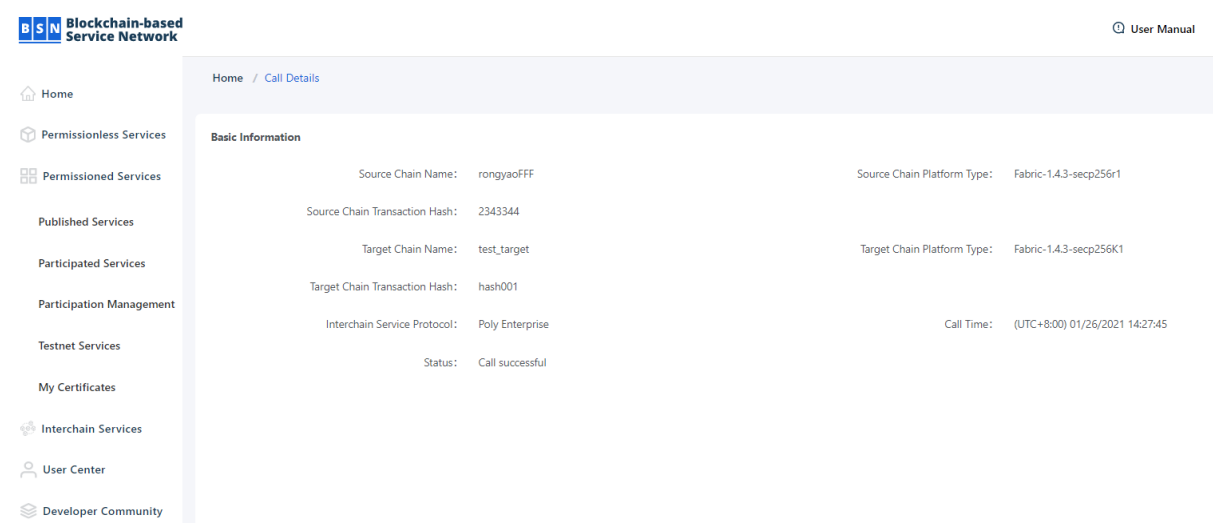 BSN Blockchain-based
Service Network
User Manual
Home / Call Details
Home
Permissionless Services
Permissioned Services
Published Services
Participated Services
Participation Management
Testnet Services
My Certificates
Interchain Services
User Center
Developer Community
Basic Information
Source Chain Name: rongyaoFFF
Source Chain Platform Type: Fabric-1.4.3-secp256r1
Source Chain Transaction Hash: 2343344
Target Chain Name: test_target
Target Chain Platform Type: Fabric-1.4.3-secp256K1
Target Chain Transaction Hash: hash001
Interchain Service Protocol: Poly Enterprise
Call Time: (UTC+8:00) 01/26/2021 14:27:45
Status: Call successful